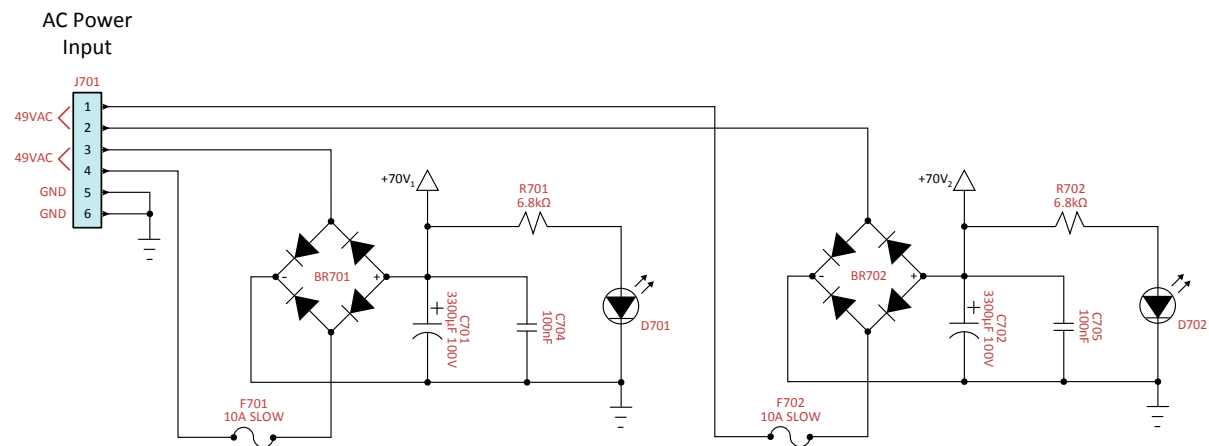 AC Power
Input
J701
49VAC
49VAC
GND
GND
1
2
3
4
5
6
+70V₁
R701
6.8kΩ
BR701
-
+
+
C701
3300µF 100V
C704
100nF
D701
F701
10A SLOW
+70V₂
R702
6.8kΩ
BR702
-
+
+
C702
3300µF 100V
C705
100nF
D702
F702
10A SLOW